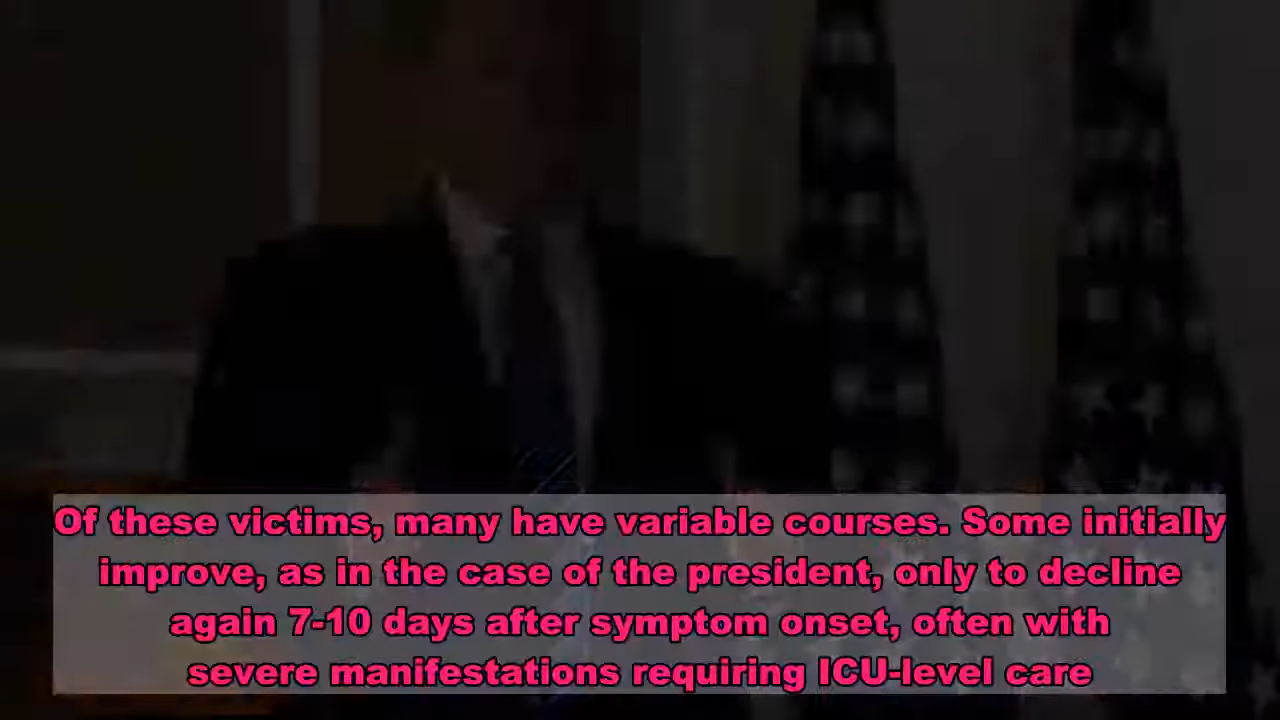 Of these victims, many have variable courses. Some initially
improve, as in the case of the president, only to decline
again 7-10 days after symptom onset, often with
severe manifestations requiring ICU-level care